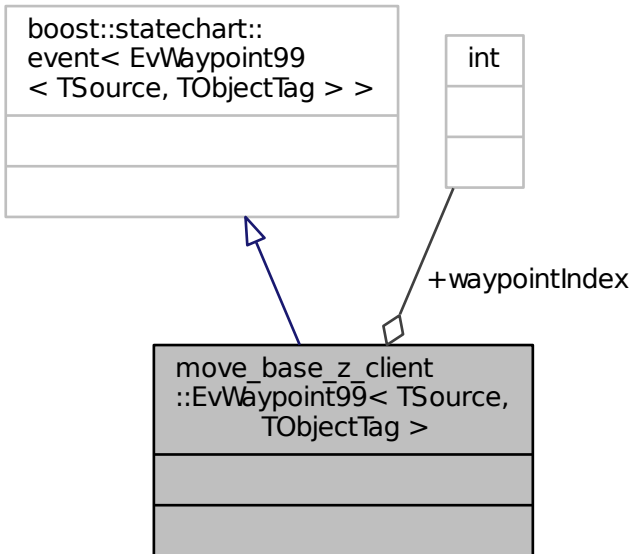 boost::statechart::
event< EvWaypoint99
< TSource, TObjectTag > >
int
+waypointIndex
move_base_z_client
::EvWaypoint99< TSource,
TObjectTag >